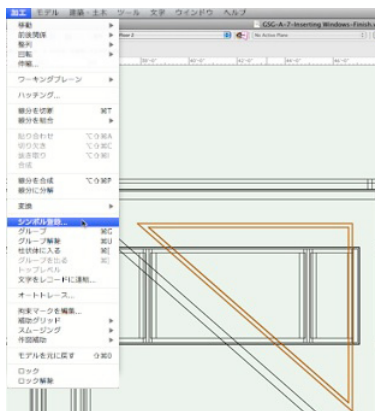 加工 モデル 建築・土木 ツール 文字 ウインドウ ヘルプ
GSG-A-7-Inserting Windows-Finish.
Floor 2
No Active Plane
移動
前後関係
整列
回転
伸縮...
ワーキングプレーン
ハッチング...
線分を切断 ⌘T
線分を結合
貼り合わせ ⌥⇧⌘A
切り欠き ⌥⇧⌘C
抜き取り ⌥⇧⌘I
合成
線分を合成 ⌥⇧⌘P
線分に分解
変換
シンボル登録...
グループ ⌘G
グループ解除 ⌘U
グループを出る ⌘]
トップレベル
文字をレコードに連結...
オートトレース...
拘束マークを編集...
補助グリッド
スムージング
作図補助
モデルを元に戻す ⇧⌘0
ロック
ロック解除